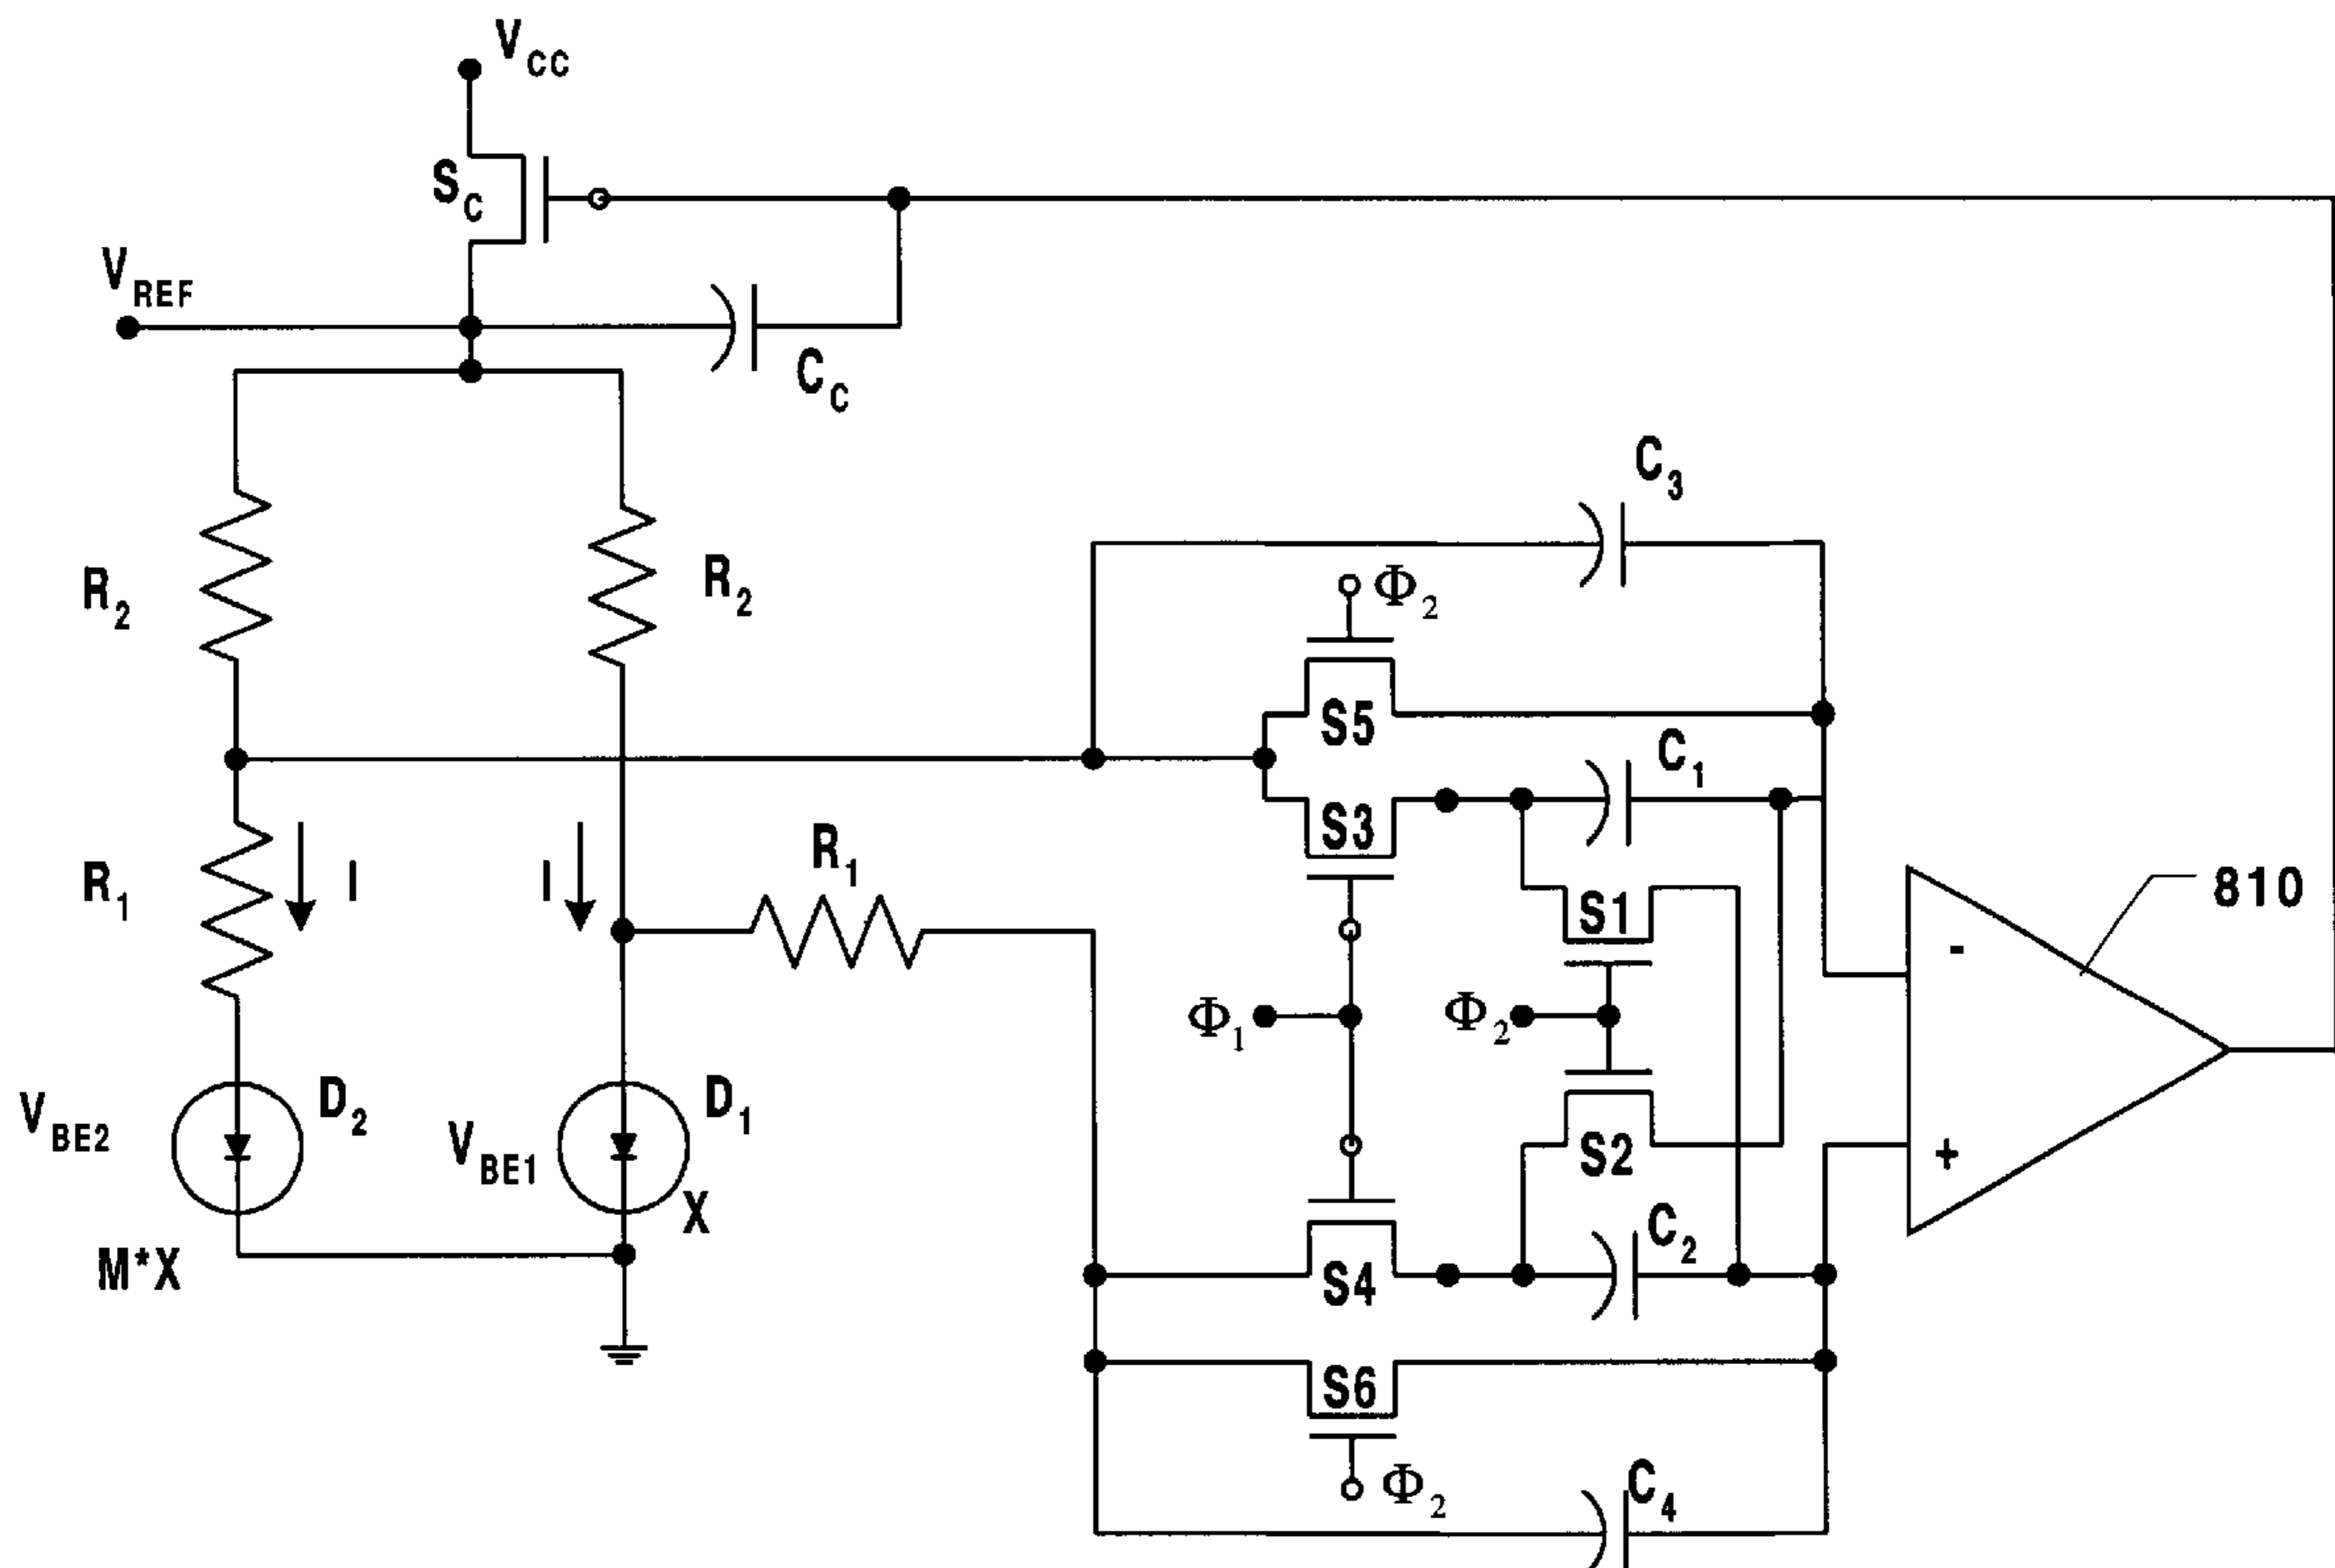 V_CC
S_C
V_REF
C_C
C_3
Φ_2
R_2
R_2
S5
C_1
S3
R_1
R_1
I
I
S1
810
-
Φ_1
Φ_2
V_BE2
D_2
V_BE1
D_1
S2
+
X
C_2
M*X
S4
S6
Φ_2
C_4